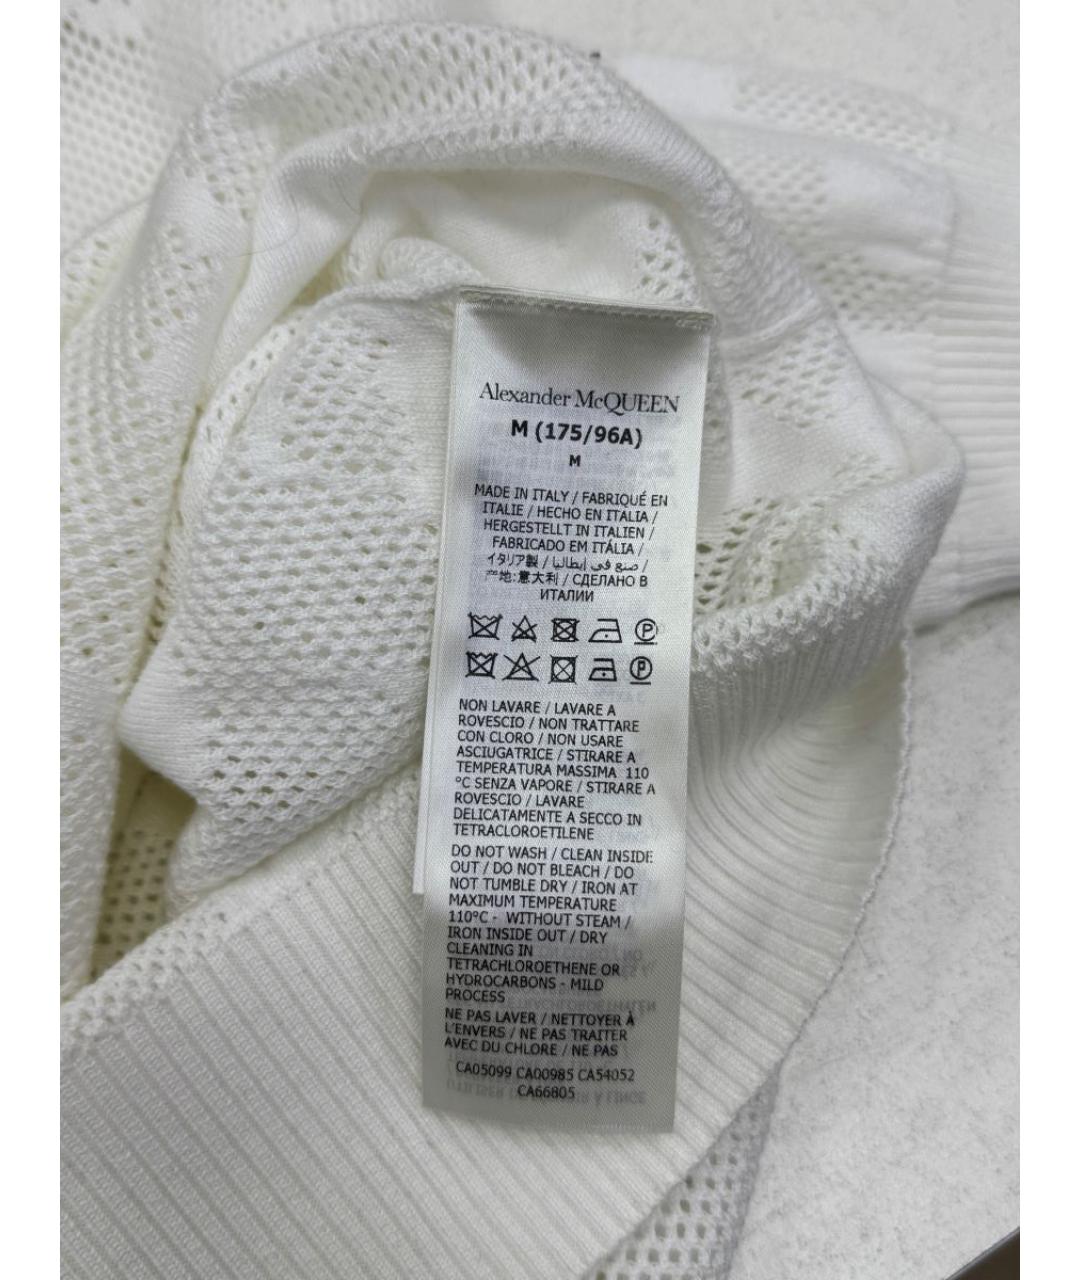 Alexander McQUEEN
M (175/96A)
M
MADE IN ITALY / FABRIQUÉ EN
ITALIE / HECHO EN ITALIA /
HERGESTELLT IN ITALIEN /
FABRICADO EM ITÁLIA /
イタリア製 / صنع في إيطاليا /
产地:意大利 / СДЕЛАНО В
ИТАЛИИ
NON LAVARE / LAVARE A
ROVESCIO / NON TRATTARE
CON CLORO / NON USARE
ASCIUGATRICE / STIRARE A
TEMPERATURA MASSIMA 110
°C SENZA VAPORE / STIRARE A
ROVESCIO / LAVARE
DELICATAMENTE A SECCO IN
TETRACLOROETILENE
DO NOT WASH / CLEAN INSIDE
OUT / DO NOT BLEACH / DO
NOT TUMBLE DRY / IRON AT
MAXIMUM TEMPERATURE
110°C - WITHOUT STEAM /
IRON INSIDE OUT / DRY
CLEANING IN
TETRACHLOROETHENE OR
HYDROCARBONS - MILD
PROCESS
NE PAS LAVER / NETTOYER À
L'ENVERS / NE PAS TRAITER
AVEC DU CHLORE / NE PAS
CA05099 CA00985 CA54052
CA66805